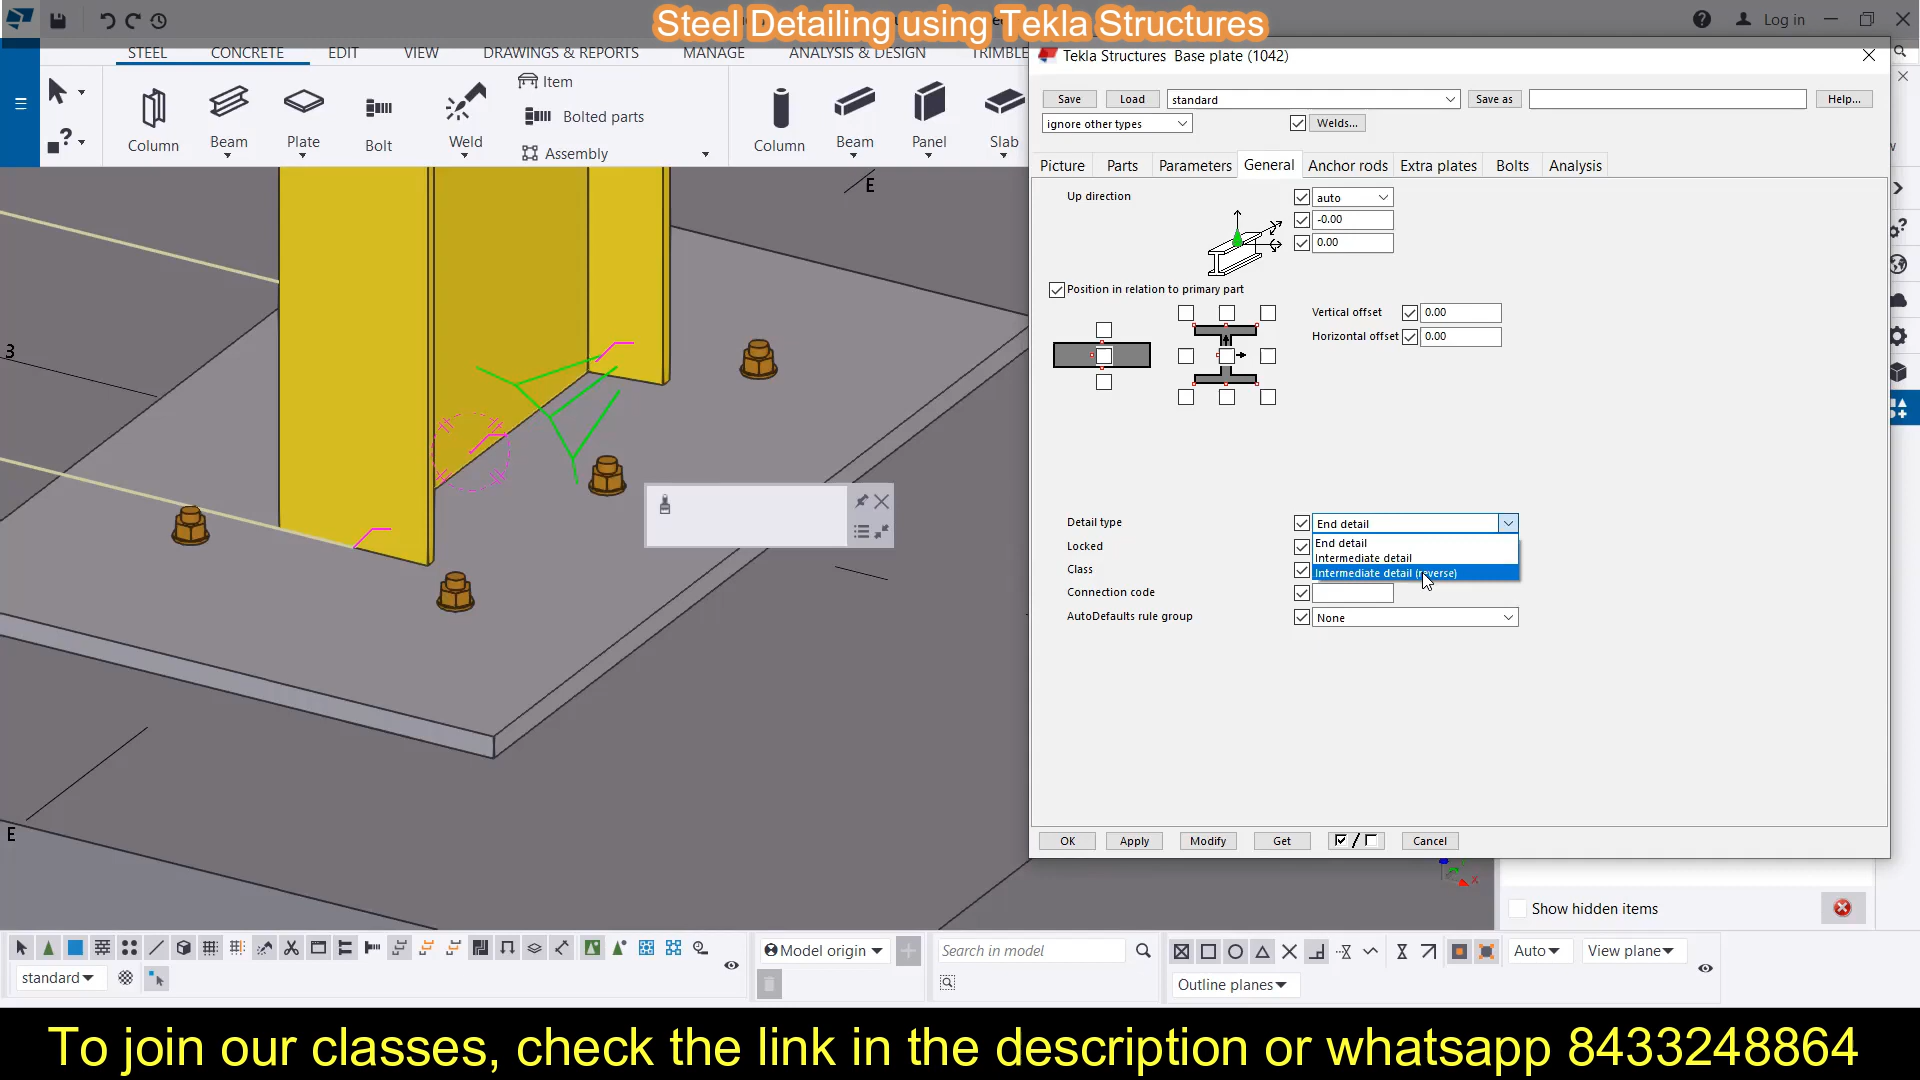 Steel Detailing using Tekla Structures
Log in
STEEL CONCRETE EDIT VIEW DRAWINGS & REPORTS MANAGE ANALYSIS & DESIGN TRIMBLE
Column Beam Plate Bolt Weld
Item
Bolted parts
Assembly
Column Beam Panel Slab
Tekla Structures Base plate (1042)
Save Load standard Save as Help...
ignore other types Welds...
Picture Parts Parameters General Anchor rods Extra plates Bolts Analysis
Up direction auto
-0.00
0.00
Position in relation to primary part
Vertical offset 0.00
Horizontal offset 0.00
Detail type End detail
End detail
Intermediate detail
Intermediate detail (reverse)
Locked
Class
Connection code
AutoDefaults rule group None
OK Apply Modify Get / Cancel
E
3
E
x
Show hidden items
Model origin
Search in model
Auto
View plane
standard
Outline planes
To join our classes, check the link in the description or whatsapp 8433248864